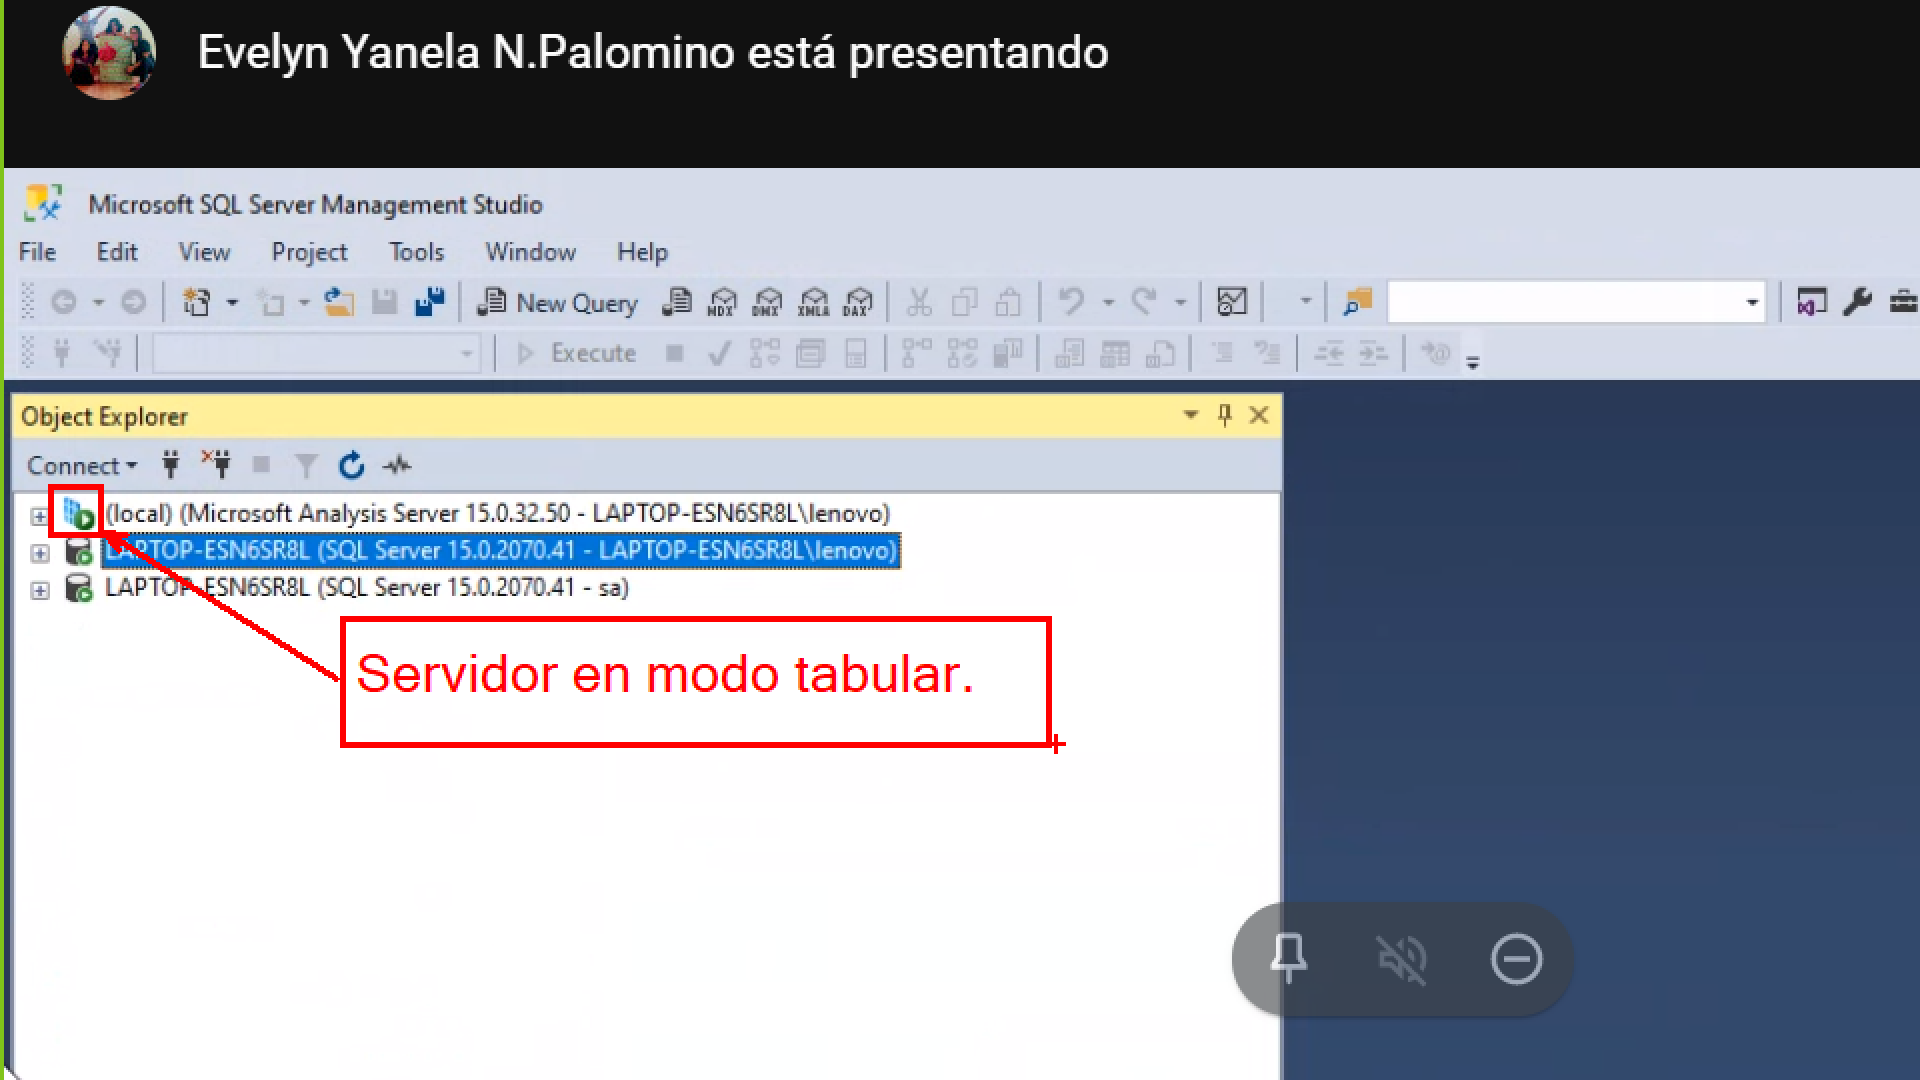 Evelyn Yanela N.Palomino está presentando
Microsoft SQL Server Management Studio
File Edit View Project Tools Window Help
New Query MDX DMX XMLA DAX
Execute
Object Explorer
Connect
(local) (Microsoft Analysis Server 15.0.32.50 - LAPTOP-ESN6SR8L\lenovo)
LAPTOP-ESN6SR8L (SQL Server 15.0.2070.41 - LAPTOP-ESN6SR8L\lenovo)
LAPTOP-ESN6SR8L (SQL Server 15.0.2070.41 - sa)
Servidor en modo tabular.